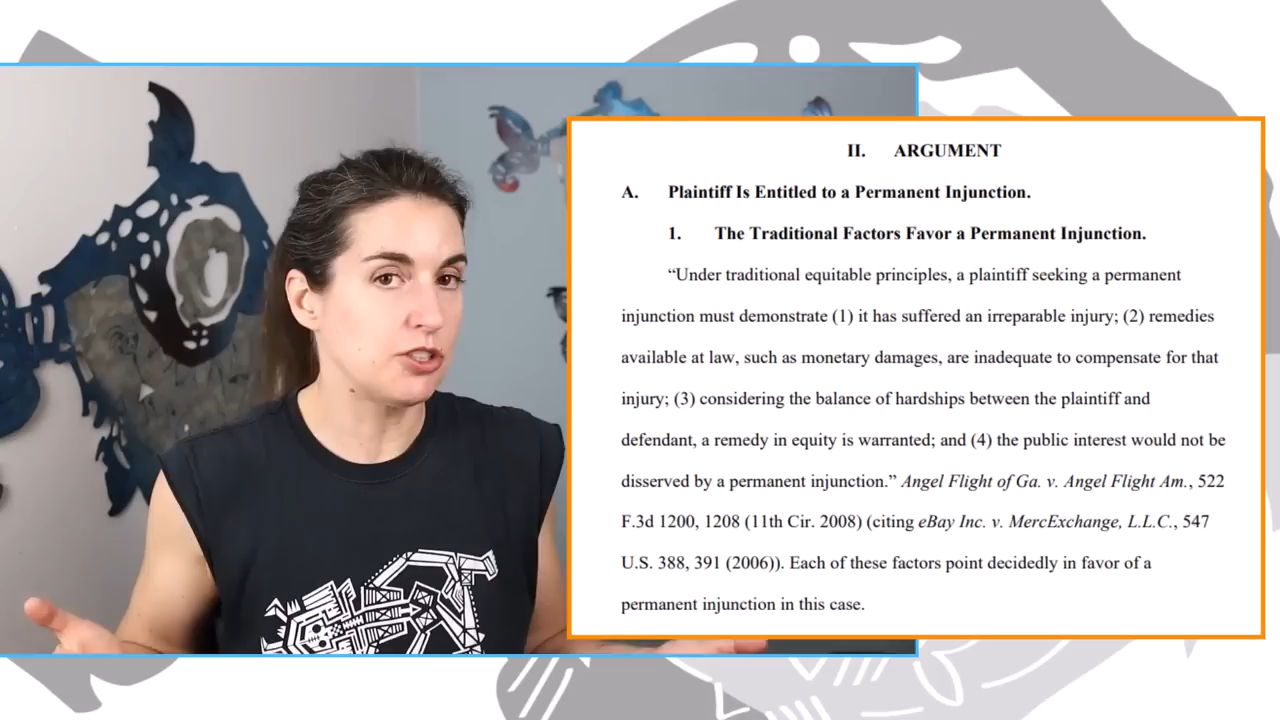 II. ARGUMENT
A. Plaintiff Is Entitled to a Permanent Injunction.
1. The Traditional Factors Favor a Permanent Injunction.
“Under traditional equitable principles, a plaintiff seeking a permanent
injunction must demonstrate (1) it has suffered an irreparable injury; (2) remedies
available at law, such as monetary damages, are inadequate to compensate for that
injury; (3) considering the balance of hardships between the plaintiff and
defendant, a remedy in equity is warranted; and (4) the public interest would not be
disserved by a permanent injunction.” Angel Flight of Ga. v. Angel Flight Am., 522
F.3d 1200, 1208 (11th Cir. 2008) (citing eBay Inc. v. MercExchange, L.L.C., 547
U.S. 388, 391 (2006)). Each of these factors point decidedly in favor of a
permanent injunction in this case.